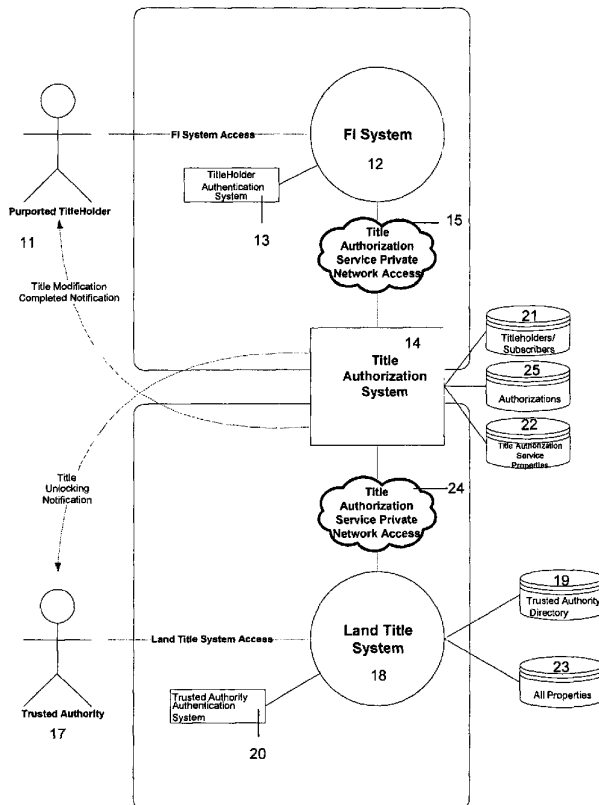 FI System
12
FI System Access
TitleHolder
Authentication
System
13
Purported TitleHolder
11
Title
Authorization
Service Private
Network Access
15
Title Modification
Completed Notification
14
Title
Authorization
System
21
Titleholders/
Subscribers
25
Authorizations
22
Title Authorization
Service
Properties
Title
Unlocking
Notification
Title
Authorization
Service Private
Network Access
24
Land Title System Access
Land Title
System
18
19
Trusted Authority
Directory
23
All Properties
Trusted Authority
Authentication
System
20
Trusted Authority
17